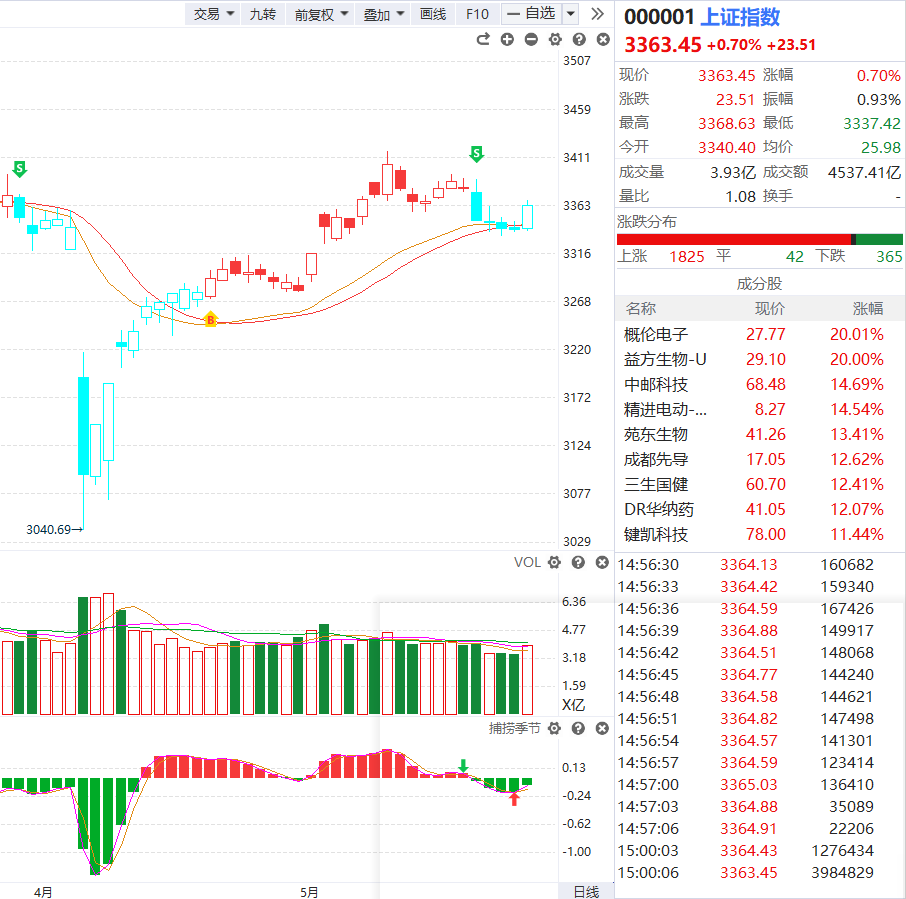 交易 九转 前复权 叠加 画线 F10 一 自选
000001 上证指数
3363.45 +0.70% +23.51
现价 3363.45 涨幅 0.70%
涨跌 23.51 振幅 0.93%
最高 3368.63 最低 3337.42
今开 3340.40 均价 25.98
成交量 3.93亿 成交额 4537.41亿
量比 1.08 换手 -
涨跌分布
上涨 1825 平 42 下跌 365
成分股
名称 现价 涨幅
概伦电子 27.77 20.01%
益方生物-U 29.10 20.00%
中邮科技 68.48 14.69%
精进电动-... 8.27 14.54%
苑东生物 41.26 13.41%
成都先导 17.05 12.62%
三生国健 60.70 12.41%
DR华纳药 41.05 12.07%
键凯科技 78.00 11.44%
14:56:30 3364.13 160682
14:56:33 3364.42 159340
14:56:36 3364.59 167426
14:56:39 3364.88 149917
14:56:42 3364.51 148068
14:56:45 3364.77 144240
14:56:48 3364.58 144621
14:56:51 3364.82 147498
14:56:54 3364.57 141301
14:56:57 3364.59 123414
14:57:00 3365.03 136410
14:57:03 3364.88 35089
14:57:06 3364.91 22206
15:00:03 3364.43 1276434
15:00:06 3363.45 3984829
3507
3459
3411
3363
3316
3268
3220
3172
3124
3077
3029
S
S
B
3040.69→
VOL
6.36
4.77
3.18
1.59
X亿
捕捞季节
0.13
-0.24
-0.62
-1.00
4月 5月 日线